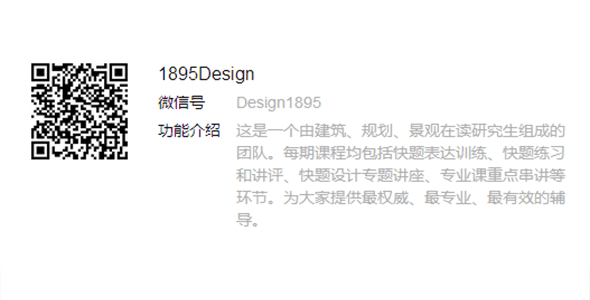 1895Design
微信号 Design1895
功能介绍 这是一个由建筑、规划、景观在读研究生组成的
团队。每期课程均包括快题表达训练、快题练习
和讲评、快题设计专题讲座、专业课重点串讲等
环节。为大家提供最权威、最专业、最有效的辅
导。